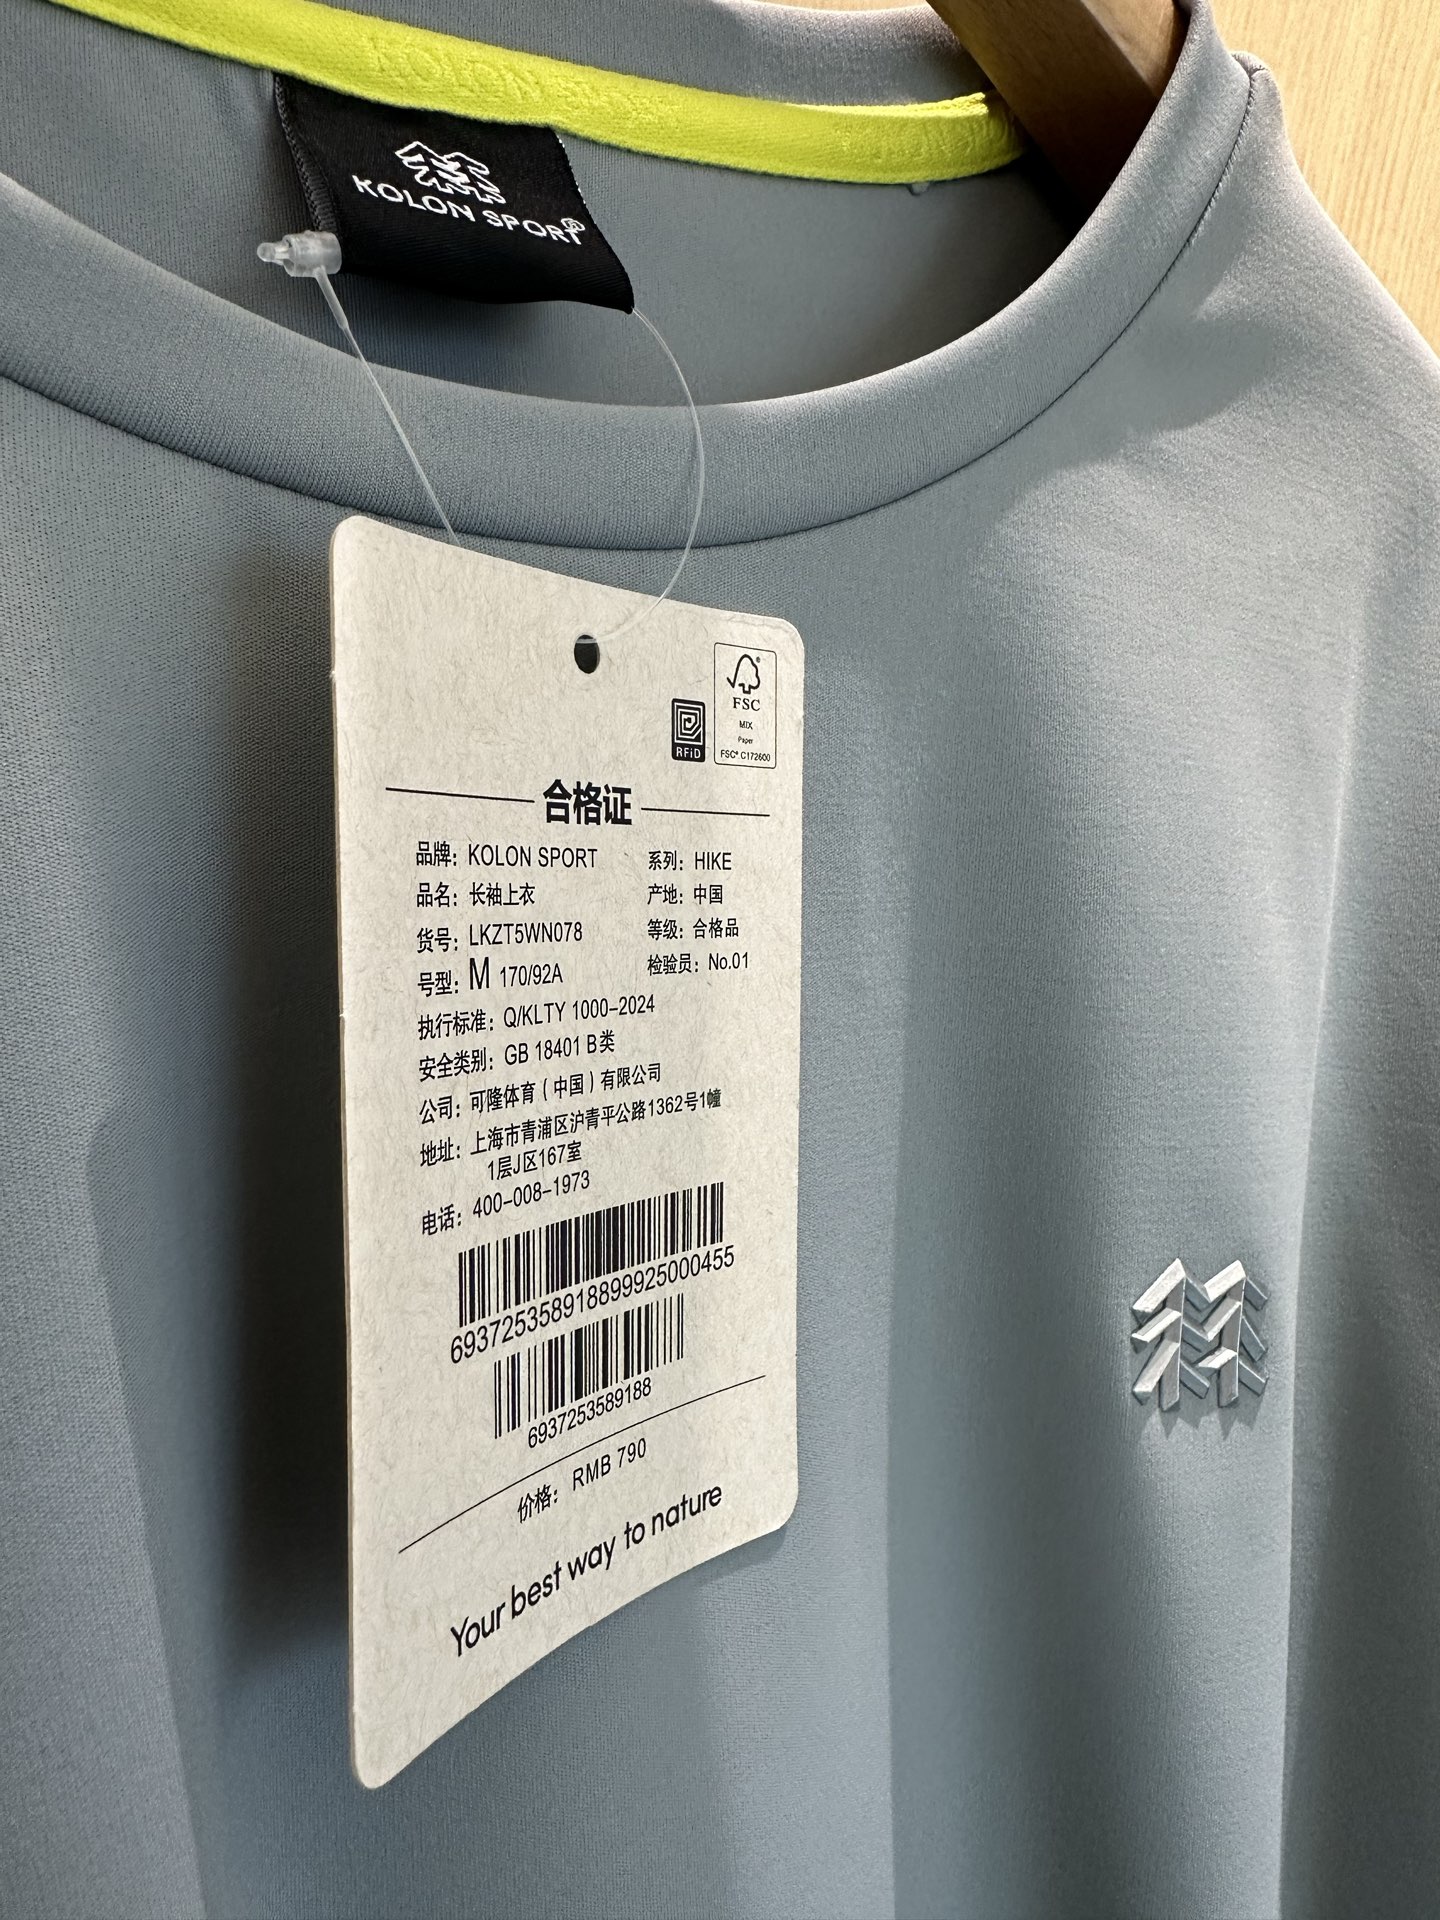 KOLON SPORT®
FSC®
MIX
Paper
FSC® C172600
RFiD
合格证
品牌：KOLON SPORT 系列：HIKE
品名：长袖上衣 产地：中国
货号：LKZT5WN078 等级：合格品
号型：M 170/92A 检验员：No.01
执行标准：Q/KLTY 1000-2024
安全类别：GB 18401 B类
公司：可隆体育（中国）有限公司
地址：上海市青浦区沪青平公路1362号1幢
1层J区167室
电话：400-008-1973
693725358918899925000455
6937253589188
价格：RMB 790
Your best way to nature